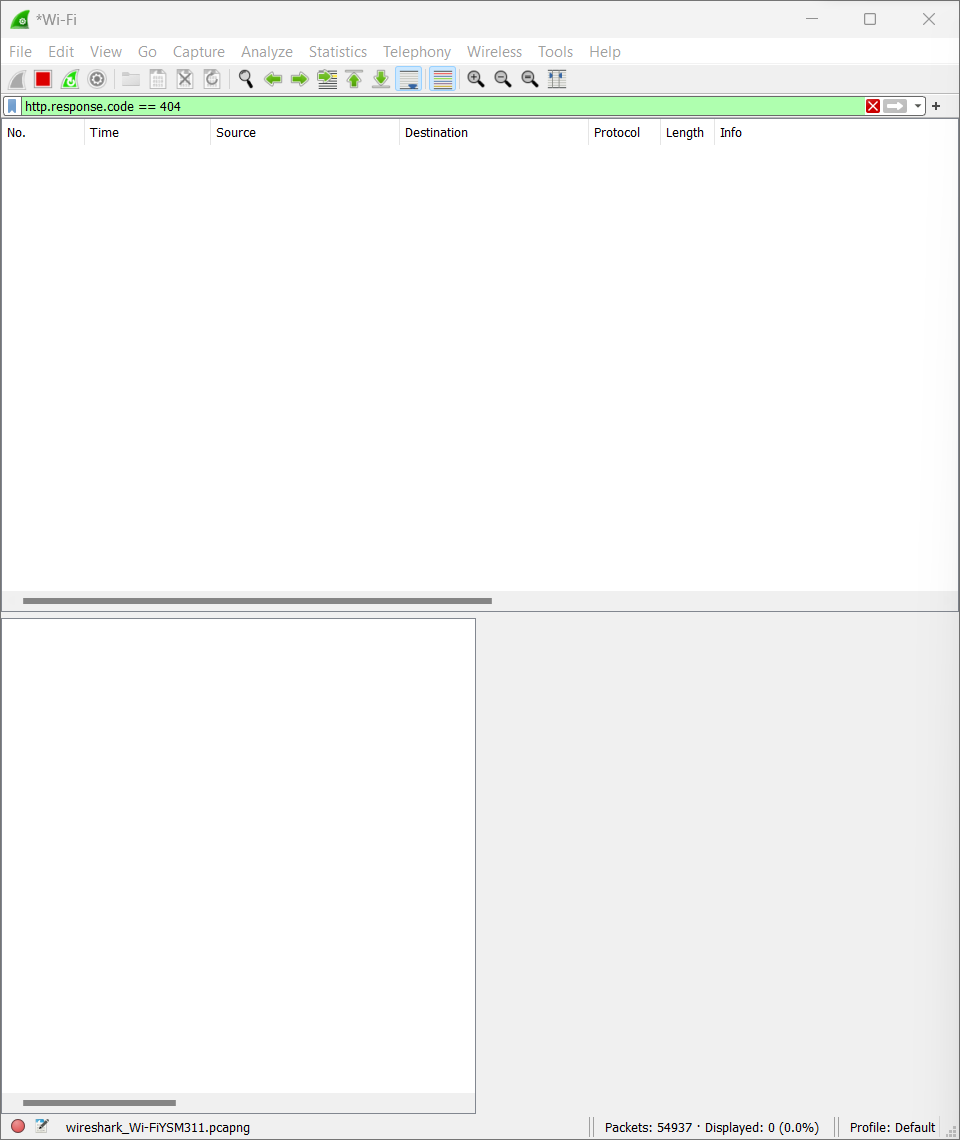 *Wi-Fi
File Edit View Go Capture Analyze Statistics Telephony Wireless Tools Help
http.response.code == 404
No. Time Source Destination Protocol Length Info
wireshark_Wi-FiYSM311.pcapng Packets: 54937 · Displayed: 0 (0.0%) Profile: Default